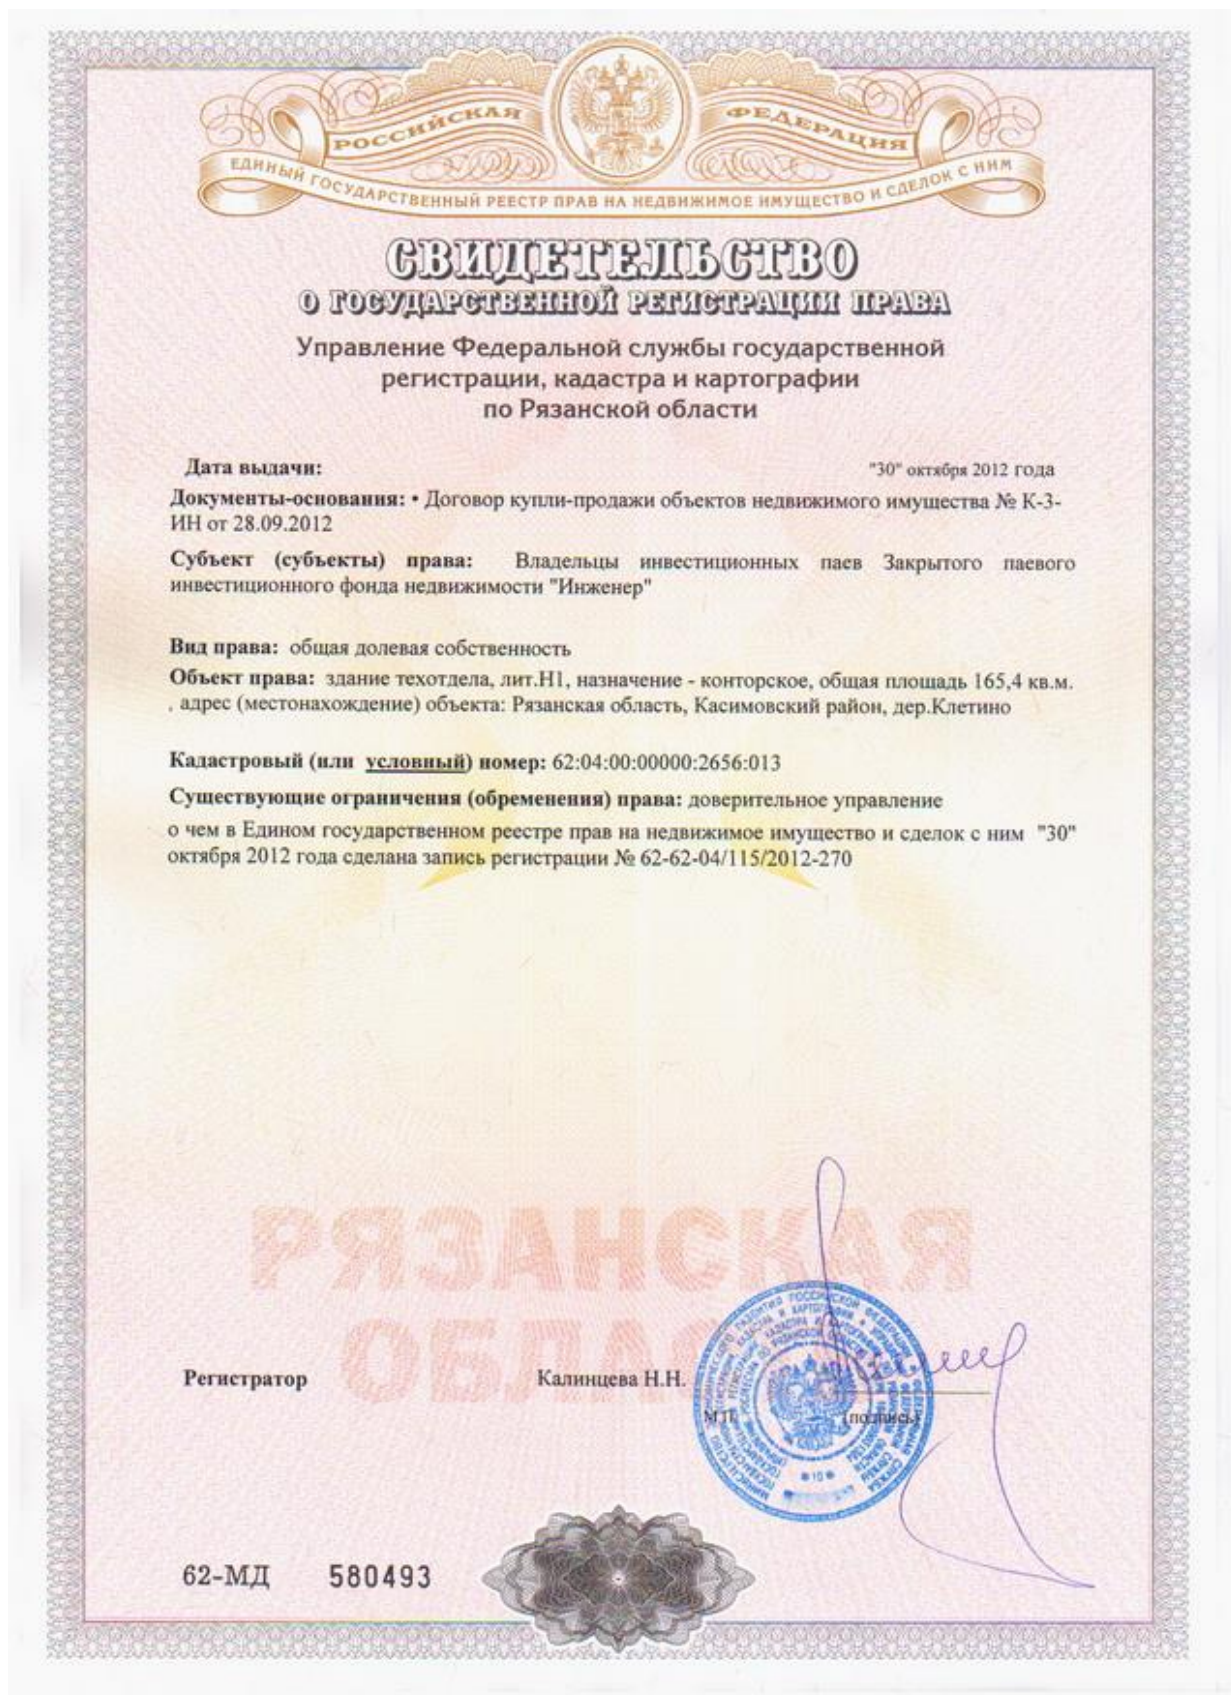 РОССИЙСКАЯ ФЕДЕРАЦИЯ
ЕДИНЫЙ ГОСУДАРСТВЕННЫЙ РЕЕСТР ПРАВ НА НЕДВИЖИМОЕ ИМУЩЕСТВО И СДЕЛОК С НИМ
СВИДЕТЕЛЬСТВО
О ГОСУДАРСТВЕННОЙ РЕГИСТРАЦИИ ПРАВА
Управление Федеральной службы государственной
регистрации, кадастра и картографии
по Рязанской области
Дата выдачи: "30" октября 2012 года
Документы-основания: • Договор купли-продажи объектов недвижимого имущества № К-3-
ИН от 28.09.2012
Субъект (субъекты) права: Владельцы инвестиционных паев Закрытого паевого
инвестиционного фонда недвижимости "Инженер"
Вид права: общая долевая собственность
Объект права: здание техотдела, лит.Н1, назначение - конторское, общая площадь 165,4 кв.м.
, адрес (местонахождение) объекта: Рязанская область, Касимовский район, дер.Клетино
Кадастровый (или условный) номер: 62:04:00:00000:2656:013
Существующие ограничения (обременения) права: доверительное управление
о чем в Едином государственном реестре прав на недвижимое имущество и сделок с ним "30"
октября 2012 года сделана запись регистрации № 62-62-04/115/2012-270
РЯЗАНСКАЯ
Регистратор Калинцева Н.Н.
М.П. (подпись)
62-МД 580493